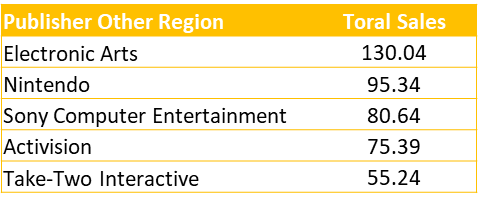 Publisher Other Region Toral Sales
Electronic Arts 130.04
Nintendo 95.34
Sony Computer Entertainment 80.64
Activision 75.39
Take-Two Interactive 55.24